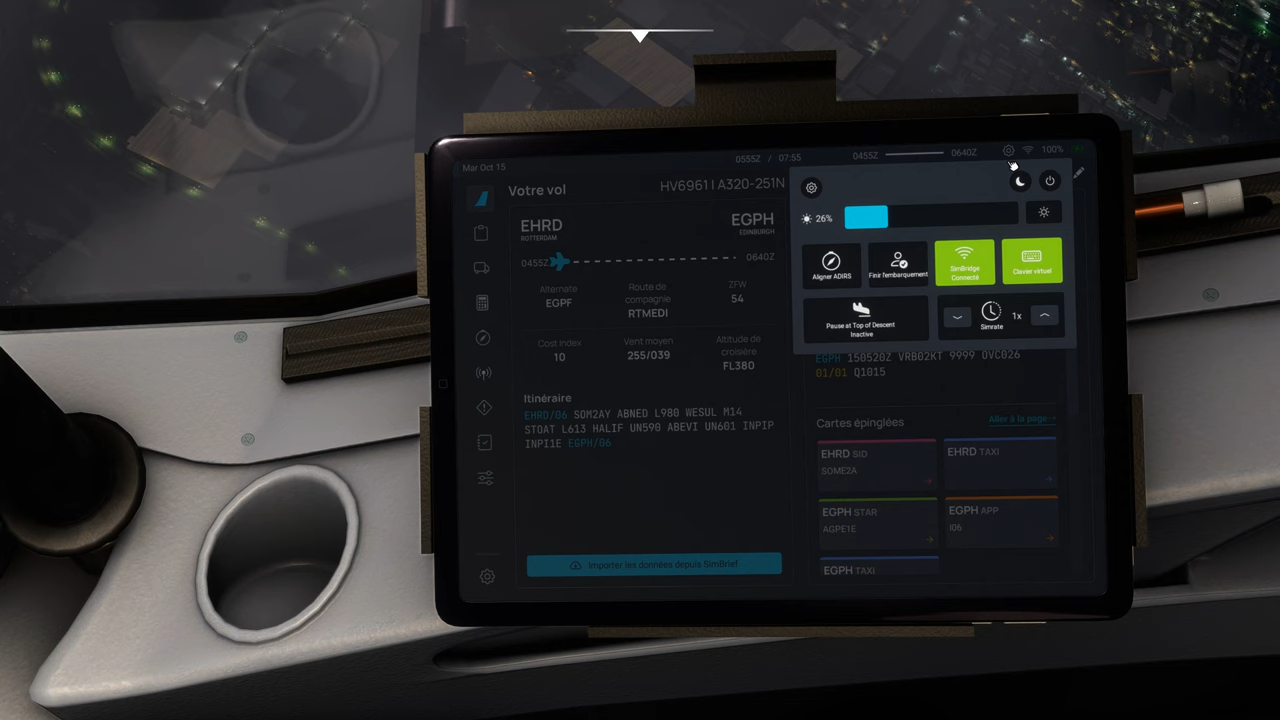 Mar Oct 15
0555Z / 07:55
0455Z
0640Z
100%
Votre vol
HV6961 | A320-251N
EHRD
ROTTERDAM
EGPH
EDINBURGH
0455Z
0640Z
Alternate
EGPF
Route de
compagnie
RTMEDI
ZFW
54
Cost Index
10
Vent moyen
255/039
Altitude de
croisière
FL380
Itinéraire
EHRD/06 SOM2AY ABNED L980 WESUL M14
STOAT L613 HALIF UN590 ABEVI UN601 INPIP
INPI1E EGPH/06
Importer les données depuis SimBrief
26%
Aligner ADIRS
Finir l'embarquement
SimBridge
Connecté
Clavier virtuel
Pause at Top of Descent
Inactive
Simrate
1x
EGPH 150520Z VRB02KT 9999 OVC026
01/01 Q1015
Cartes épinglées
Aller à la page
EHRD SID
SOME2A
EHRD TAXI
EGPH STAR
AGPE1E
EGPH APP
I06
EGPH TAXI